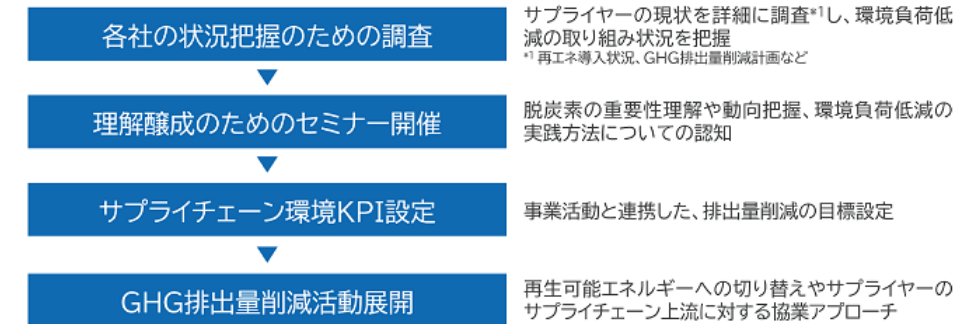 各社の状況把握のための調査
サプライヤーの現状を詳細に調査*1し、環境負荷低
減の取り組み状況を把握
*1 再エネ導入状況、GHG排出量削減計画など
理解醸成のためのセミナー開催
脱炭素の重要性理解や動向把握、環境負荷低減の
実践方法についての認知
サプライチェーン環境KPI設定
事業活動と連携した、排出量削減の目標設定
GHG排出量削減活動展開
再生可能エネルギーへの切り替えやサプライヤーの
サプライチェーン上流に対する協業アプローチ